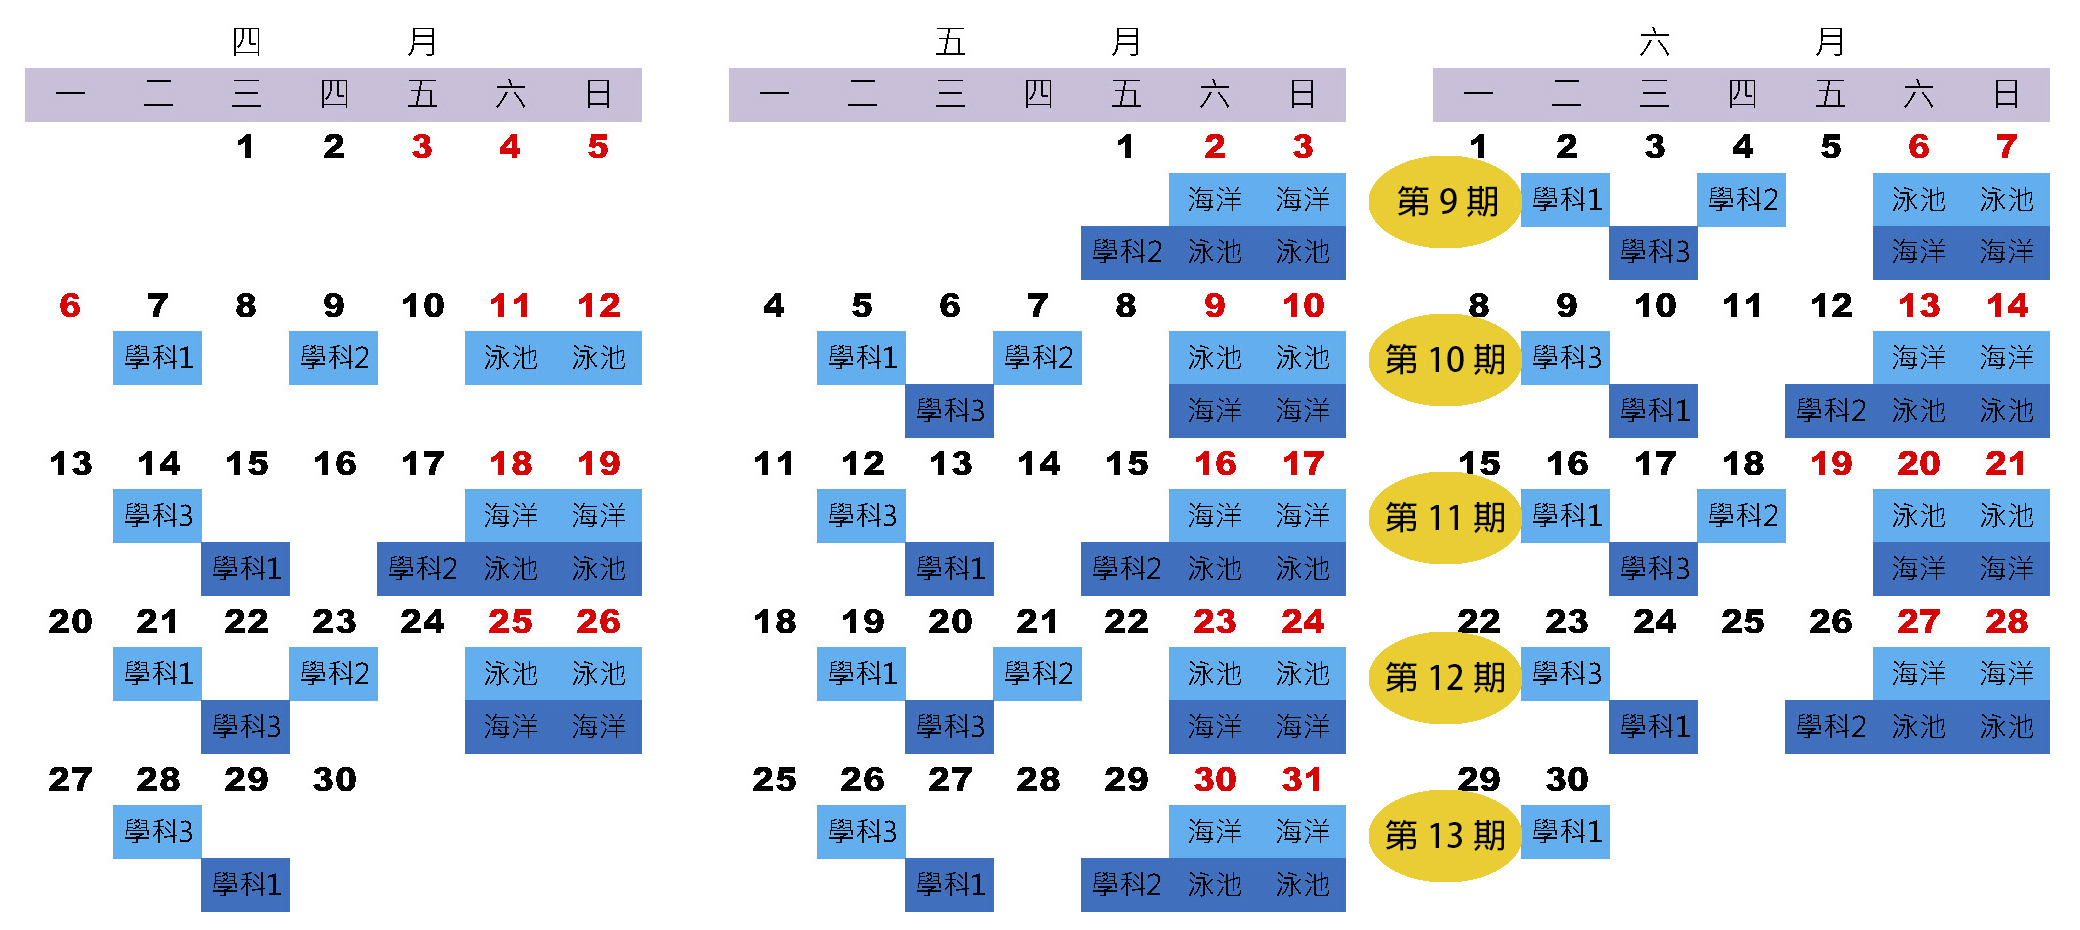 四 月
一 二 三 四 五 六 日
1 2 3 4 5
6 7 8 9 10 11 12
學科1 學科2 泳池 泳池
13 14 15 16 17 18 19
學科3 海洋 海洋
學科1 學科2 泳池 泳池
20 21 22 23 24 25 26
學科1 學科2 泳池 泳池
學科3 海洋 海洋
27 28 29 30
學科3
學科1
五 月
一 二 三 四 五 六 日
1 2 3
海洋 海洋
學科2 泳池 泳池
4 5 6 7 8 9 10
學科1 學科2 泳池 泳池
學科3 海洋 海洋
11 12 13 14 15 16 17
學科3 海洋 海洋
學科1 學科2 泳池 泳池
18 19 20 21 22 23 24
學科1 學科2 泳池 泳池
學科3 海洋 海洋
25 26 27 28 29 30 31
學科3 海洋 海洋
學科1 學科2 泳池 泳池
六 月
一 二 三 四 五 六 日
1 2 3 4 5 6 7
第 9 期 學科1 學科2 泳池 泳池
學科3 海洋 海洋
8 9 10 11 12 13 14
第 10 期 學科3 海洋 海洋
學科1 學科2 泳池 泳池
15 16 17 18 19 20 21
第 11 期 學科1 學科2 泳池 泳池
學科3 海洋 海洋
22 23 24 25 26 27 28
第 12 期 學科3 海洋 海洋
學科1 學科2 泳池 泳池
29 30
第 13 期 學科1